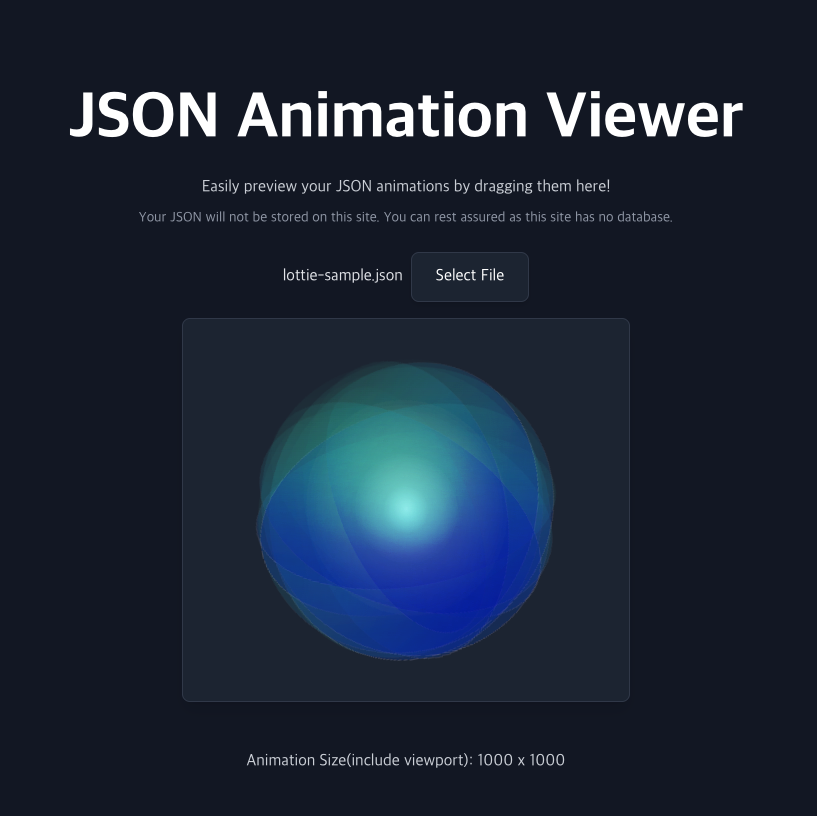 JSON Animation Viewer
Easily preview your JSON animations by dragging them here!
Your JSON will not be stored on this site. You can rest assured as this site has no database.
lottie-sample.json Select File
Animation Size(include viewport): 1000 x 1000